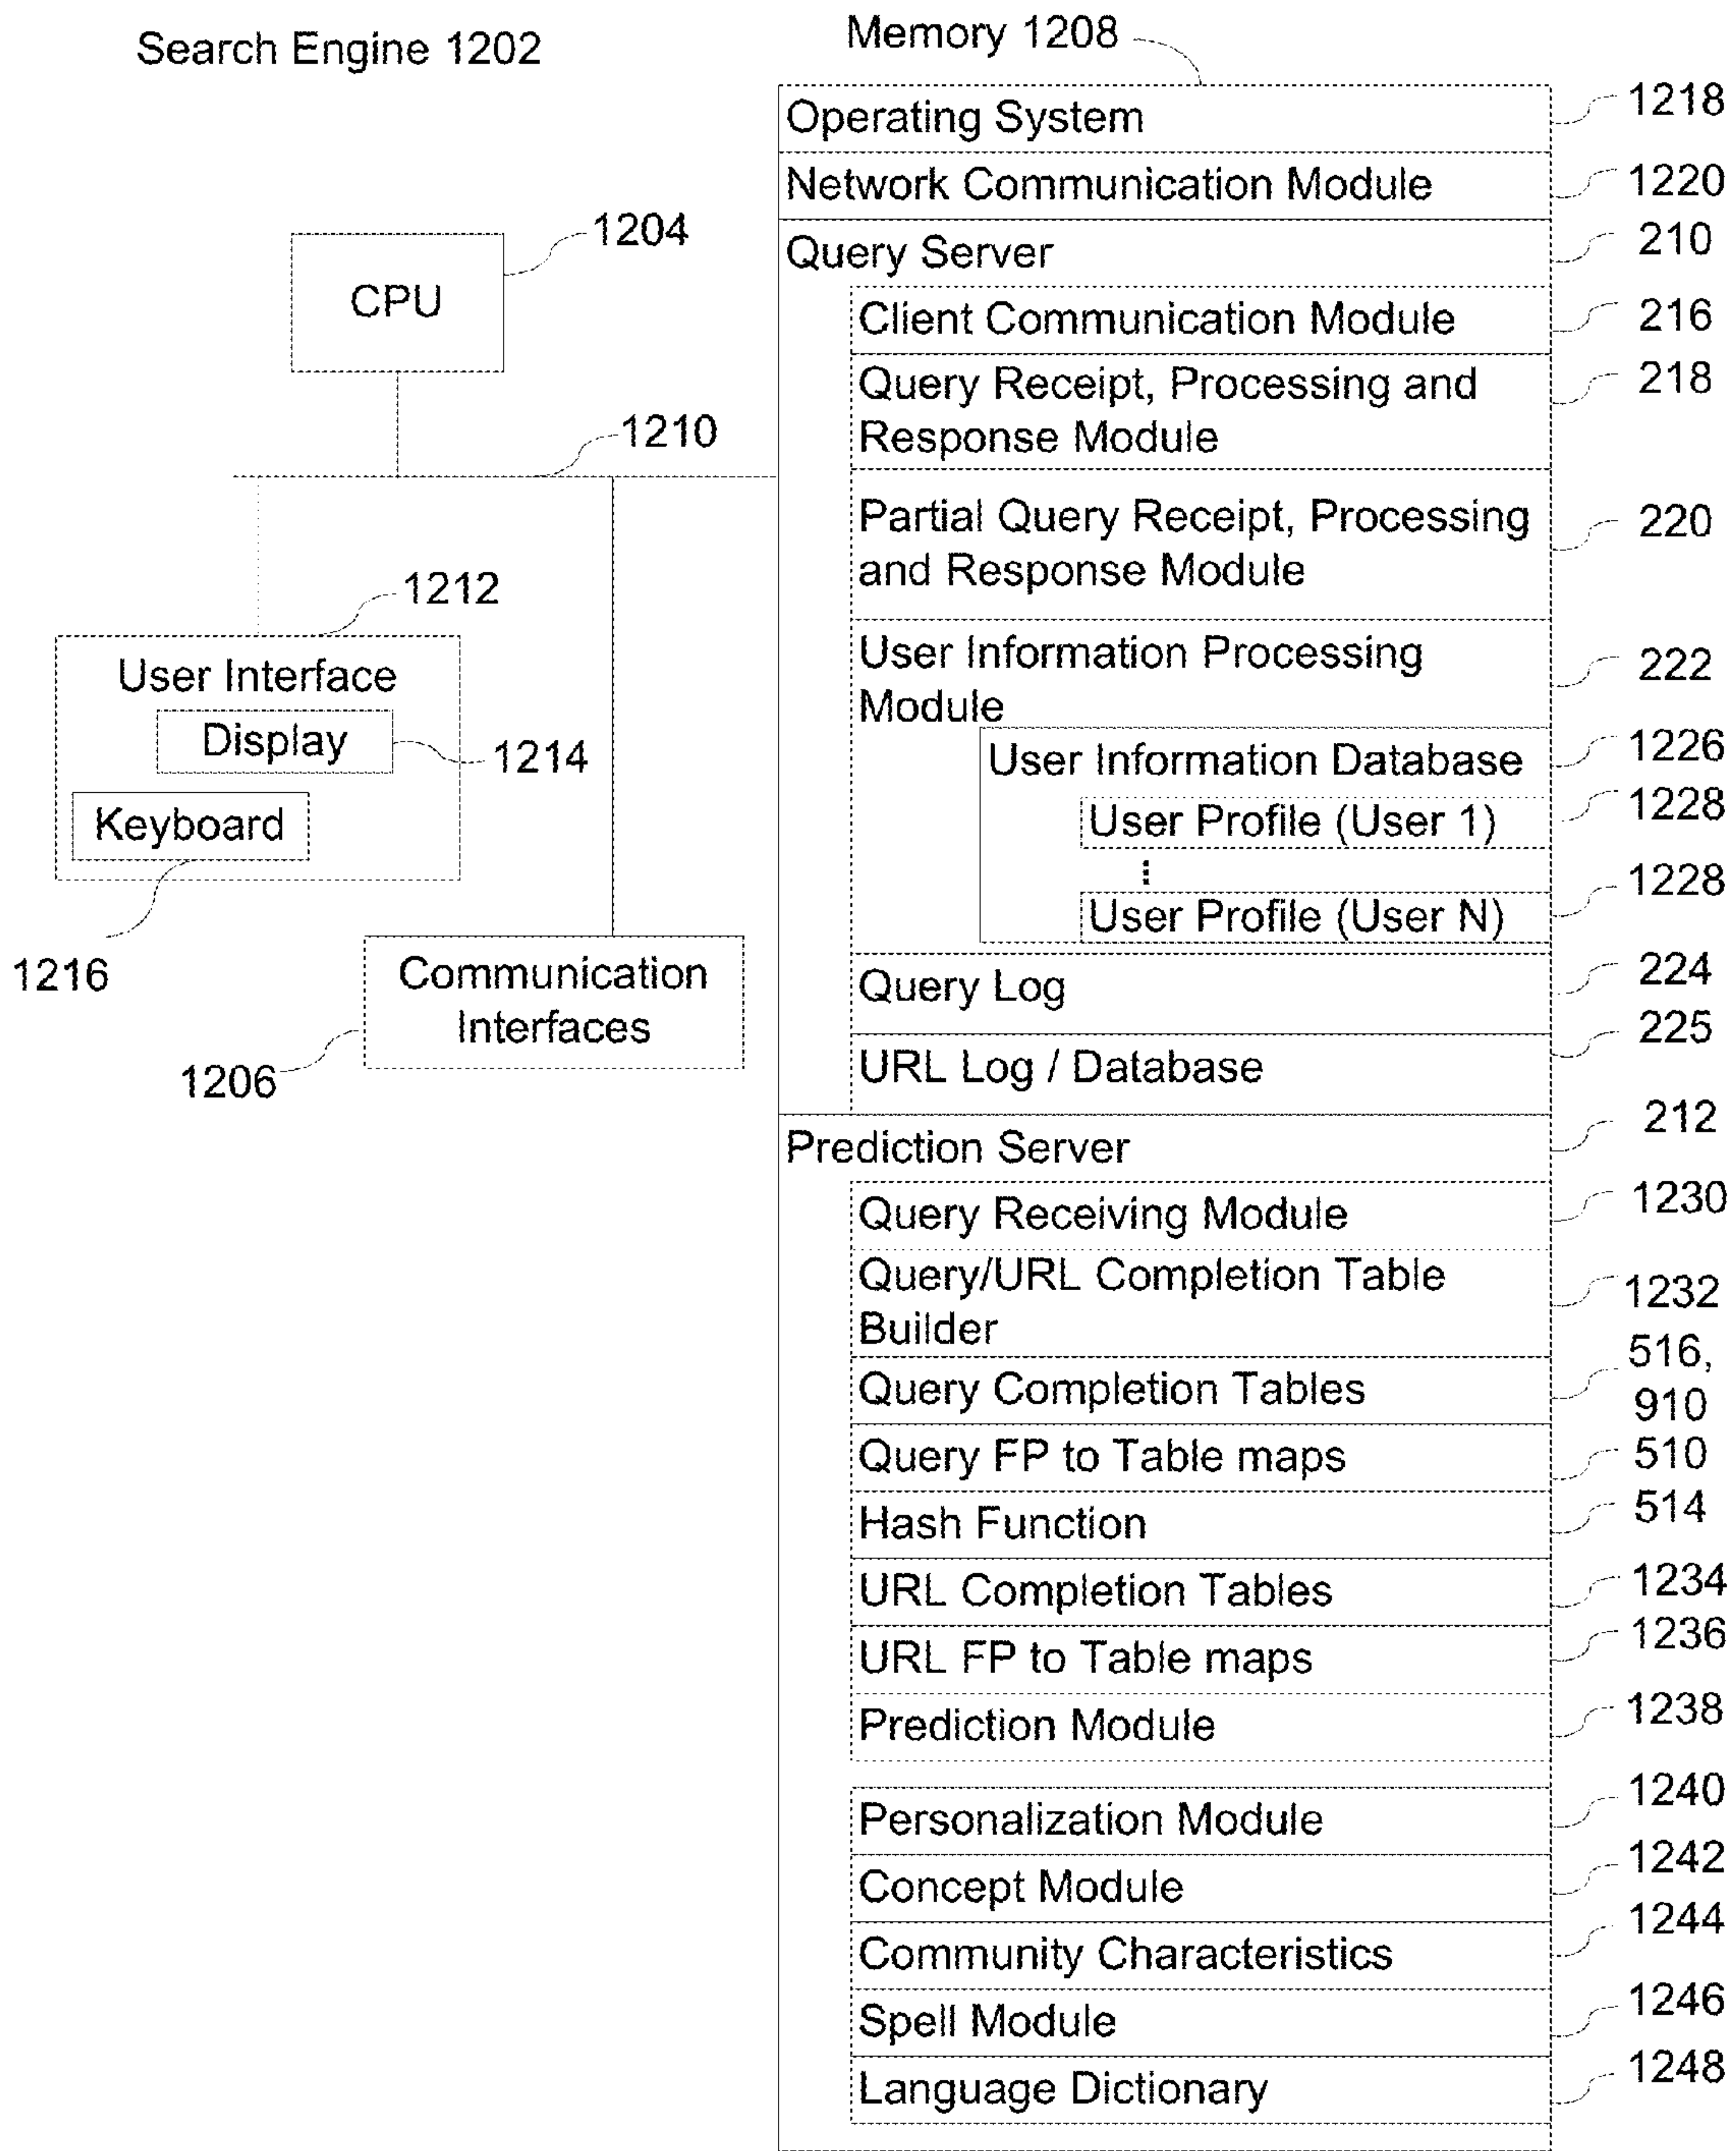 Search Engine 1202
Memory 1208
CPU
1204
1210
1212
User Interface
Display
1214
Keyboard
1216
Communication
Interfaces
1206
Operating System
1218
Network Communication Module
1220
Query Server
210
Client Communication Module
216
Query Receipt, Processing and
Response Module
218
Partial Query Receipt, Processing
and Response Module
220
User Information Processing
Module
222
User Information Database
1226
User Profile (User 1)
1228
User Profile (User N)
1228
Query Log
224
URL Log / Database
225
Prediction Server
212
Query Receiving Module
1230
Query/URL Completion Table
Builder
1232
Query Completion Tables
516,
910
Query FP to Table maps
510
Hash Function
514
URL Completion Tables
1234
URL FP to Table maps
1236
Prediction Module
1238
Personalization Module
1240
Concept Module
1242
Community Characteristics
1244
Spell Module
1246
Language Dictionary
1248